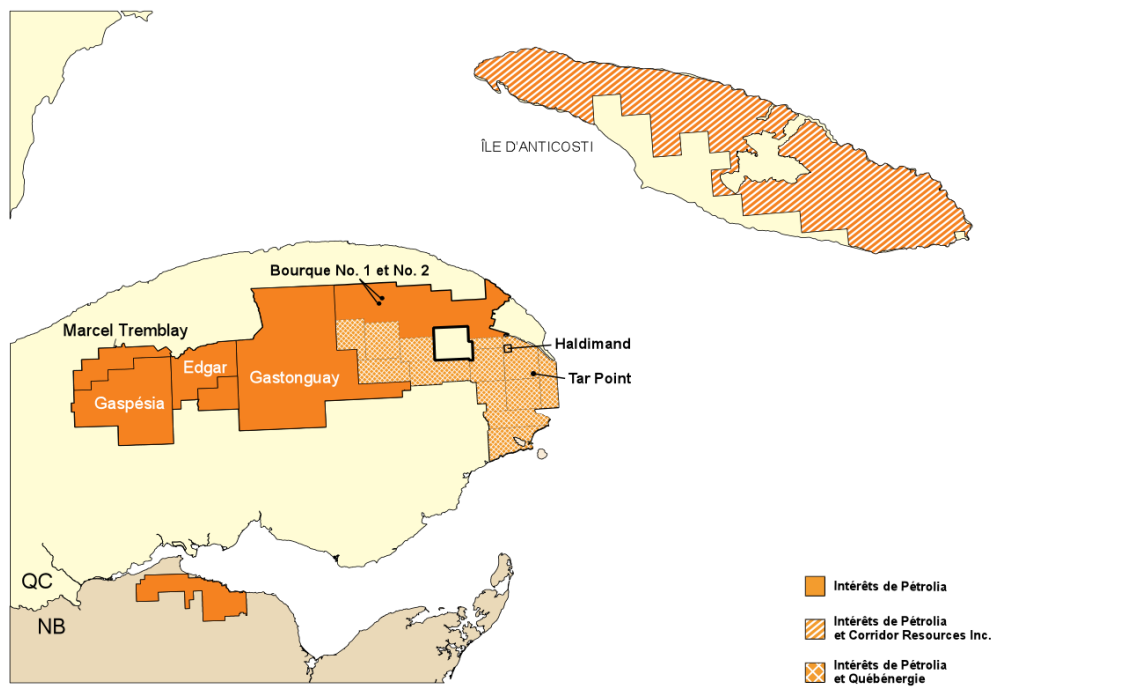 ÎLE D'ANTICOSTI
Bourque No. 1 et No. 2
Marcel Tremblay
Haldimand
Edgar
Gastonguay
Tar Point
Gaspésia
QC
NB
Intérêts de Pétrolia
Intérêts de Pétrolia
et Corridor Resources Inc.
Intérêts de Pétrolia
et Québénergie